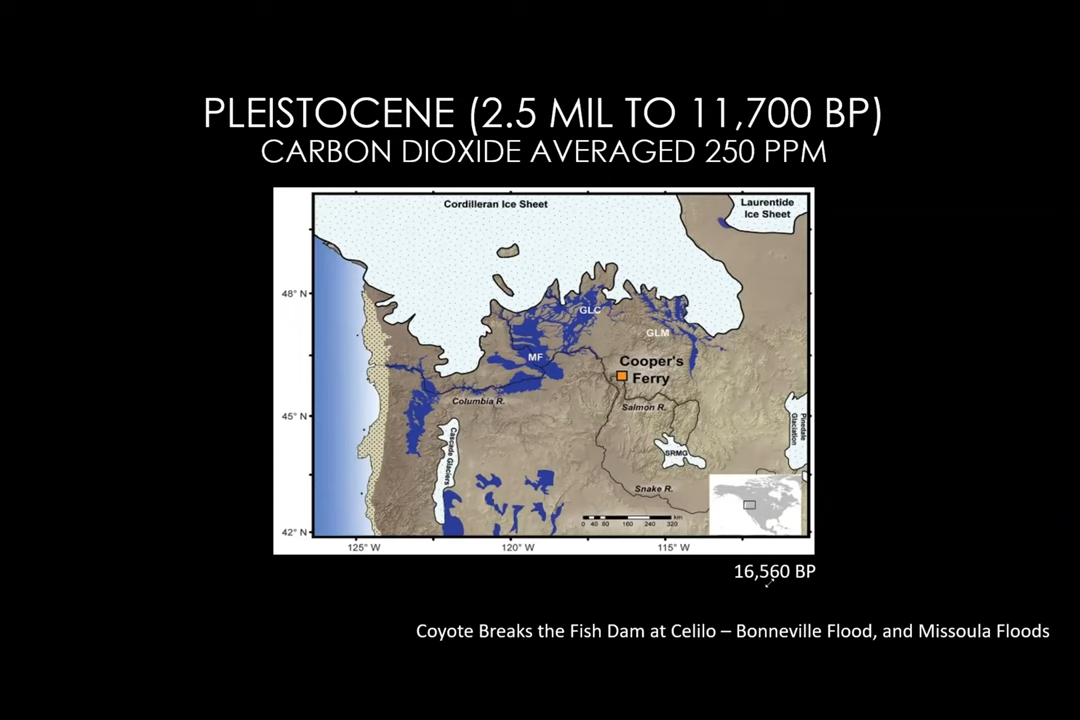 PLEISTOCENE (2.5 MIL TO 11,700 BP)
CARBON DIOXIDE AVERAGED 250 PPM
Cordilleran Ice Sheet
Laurentide
Ice Sheet
48° N
GLC
GLM
MF
Cooper's
Ferry
Columbia R.
Salmon R.
45° N
Cascade Glaciers
Pinedale
Glaciation
SRMG
Snake R.
km
0 40 80 160 240 320
42° N
125° W
120° W
115° W
16,560 BP
Coyote Breaks the Fish Dam at Celilo – Bonneville Flood, and Missoula Floods